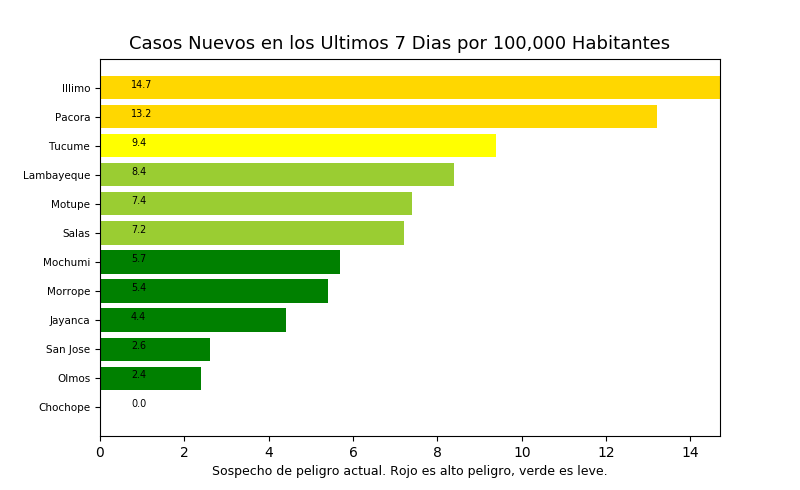 Casos Nuevos en los Ultimos 7 Dias por 100,000 Habitantes
Illimo 14.7
Pacora 13.2
Tucume 9.4
Lambayeque 8.4
Motupe 7.4
Salas 7.2
Mochumi 5.7
Morrope 5.4
Jayanca 4.4
San Jose 2.6
Olmos 2.4
Chochope 0.0
0 2 4 6 8 10 12 14
Sospecho de peligro actual. Rojo es alto peligro, verde es leve.